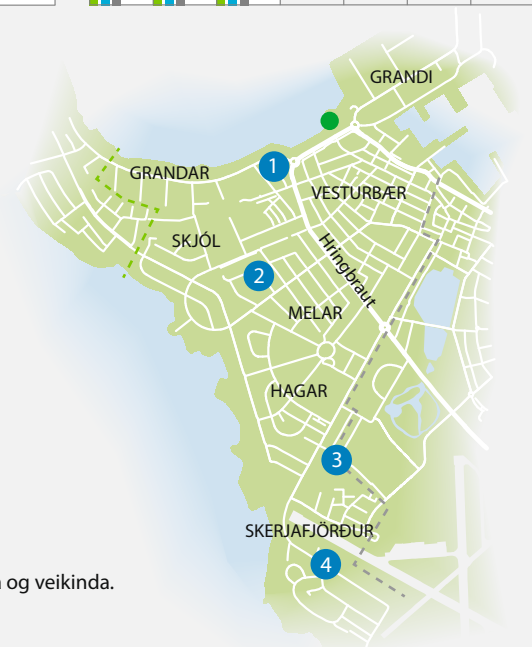 GRANDI
GRANDAR
1
VESTURBÆR
SKJÓL
Hringbraut
2
MELAR
HAGAR
3
SKERJAFJÖRÐUR
4
og veikinda.